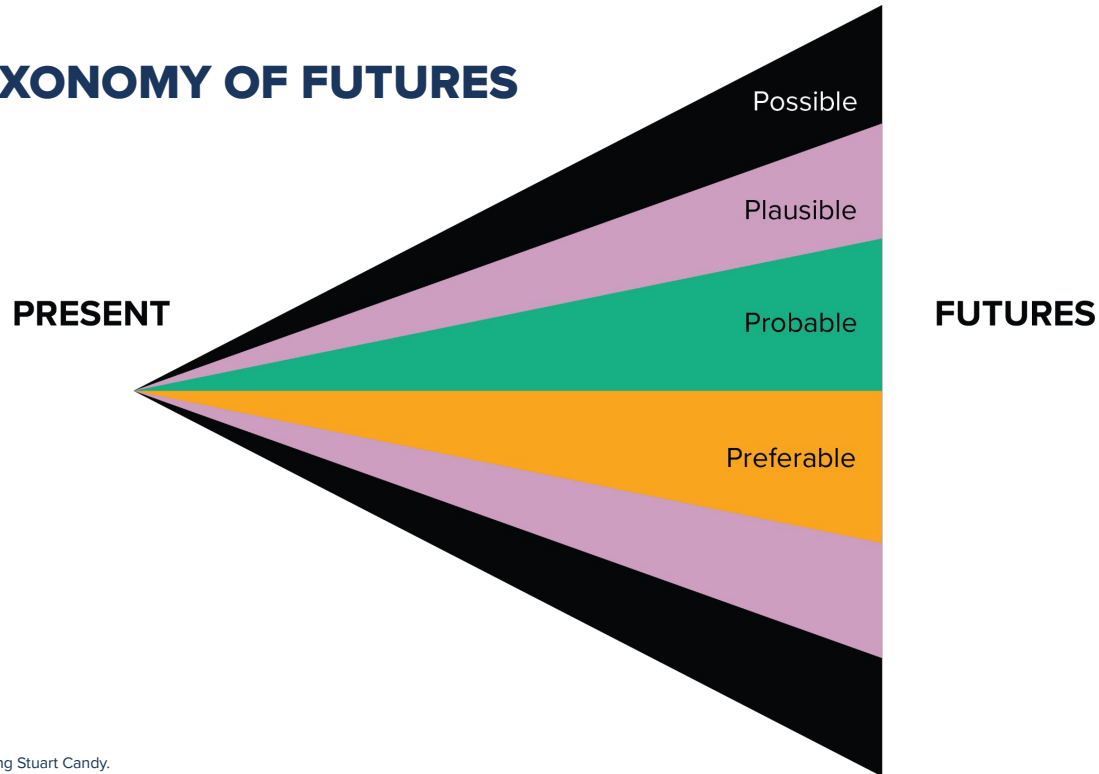 XONOMY OF FUTURES
Possible
Plausible
PRESENT
Probable
FUTURES
Preferable
ng Stuart Candy.